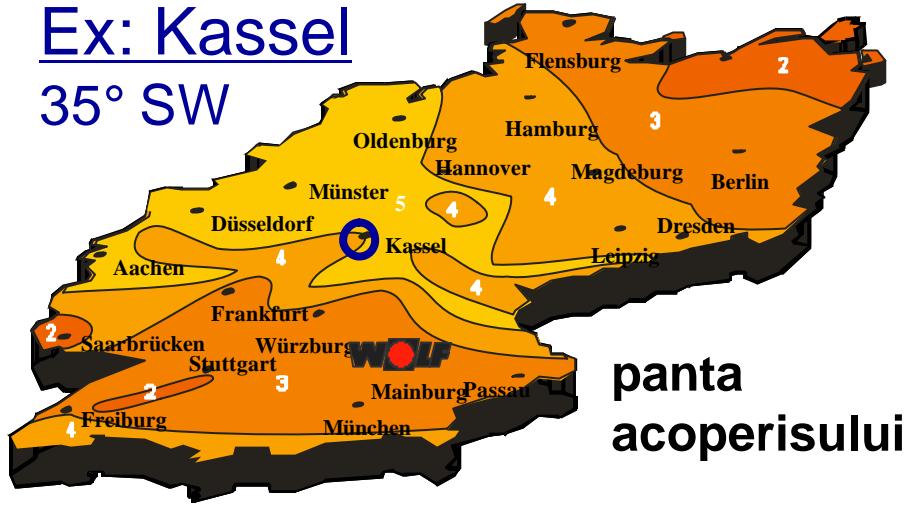 Ex: Kassel
35° SW
Flensburg
2
3
Oldenburg
Hamburg
Hannover
Magdeburg
Berlin
Münster
5
4
4
Düsseldorf
Dresden
Kassel
Leipzig
Aachen
4
4
Frankfurt
2
Saarbrücken
Würzburg
WOLF
Stuttgart
3
2
Mainburg
Passau
Freiburg
4
München
panta
acoperisului